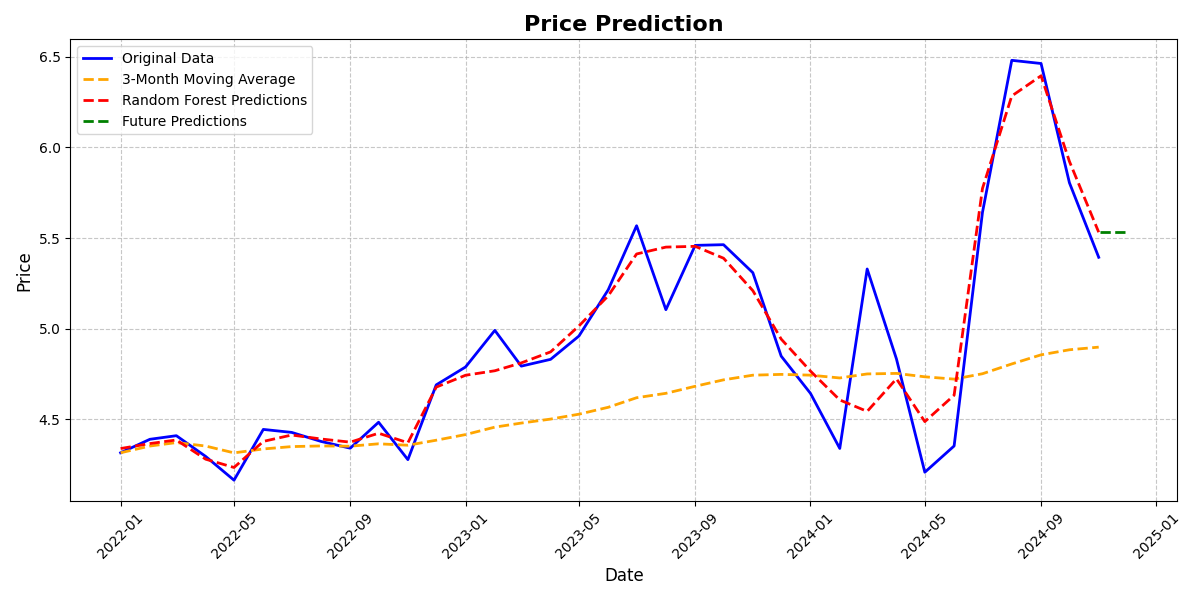 Price Prediction
Original Data
3-Month Moving Average
Random Forest Predictions
Future Predictions
Price
6.5
6.0
5.5
5.0
4.5
2022-01
2022-05
2022-09
2023-01
2023-05
2023-09
2024-01
2024-05
2024-09
2025-01
Date